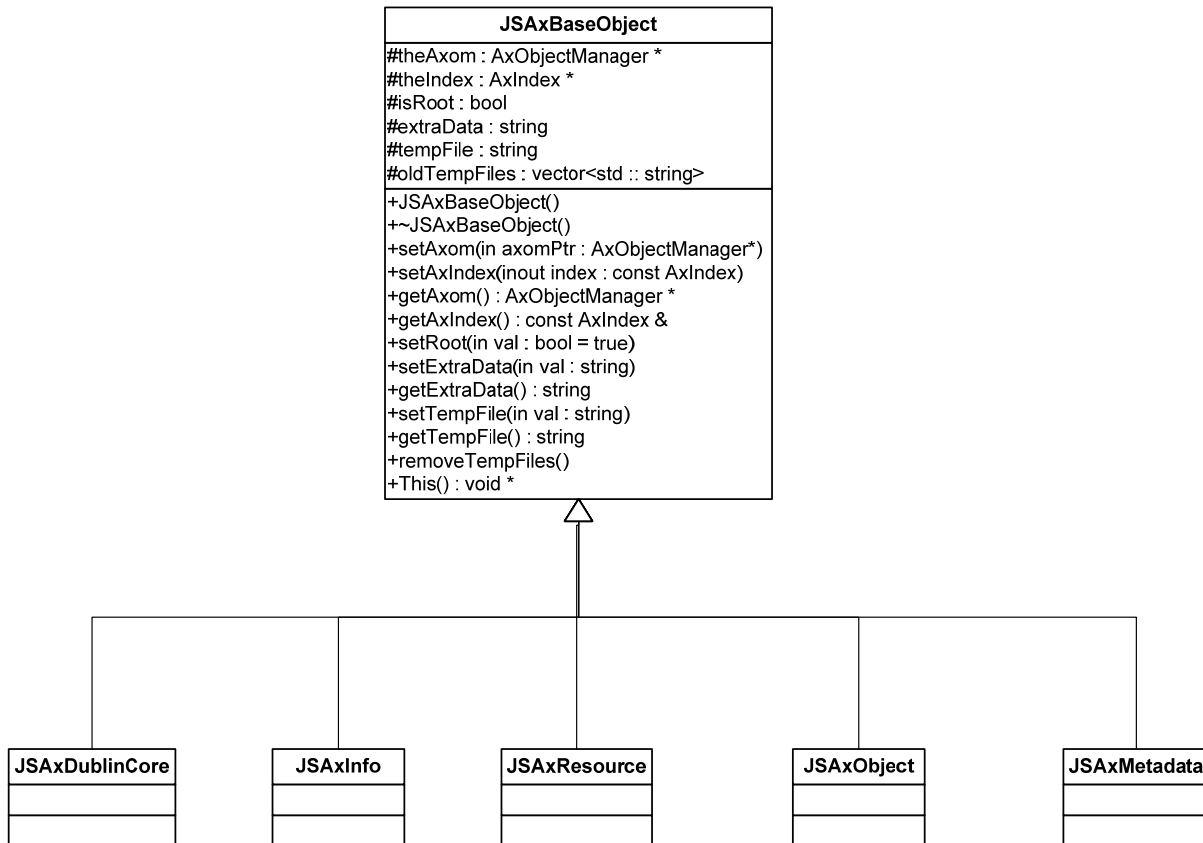 JSAxBaseObject
#theAxom : AxObjectManager *
#theIndex : AxIndex *
#isRoot : bool
#extraData : string
#tempFile : string
#oldTempFiles : vector<std :: string>
+JSAxBaseObject()
+~JSAxBaseObject()
+setAxom(in axomPtr : AxObjectManager*)
+setAxIndex(inout index : const AxIndex)
+getAxom() : AxObjectManager *
+getAxIndex() : const AxIndex &
+setRoot(in val : bool = true)
+setExtraData(in val : string)
+getExtraData() : string
+setTempFile(in val : string)
+getTempFile() : string
+removeTempFiles()
+This() : void *
JSAxDublinCore
JSAxInfo
JSAxResource
JSAxObject
JSAxMetadata